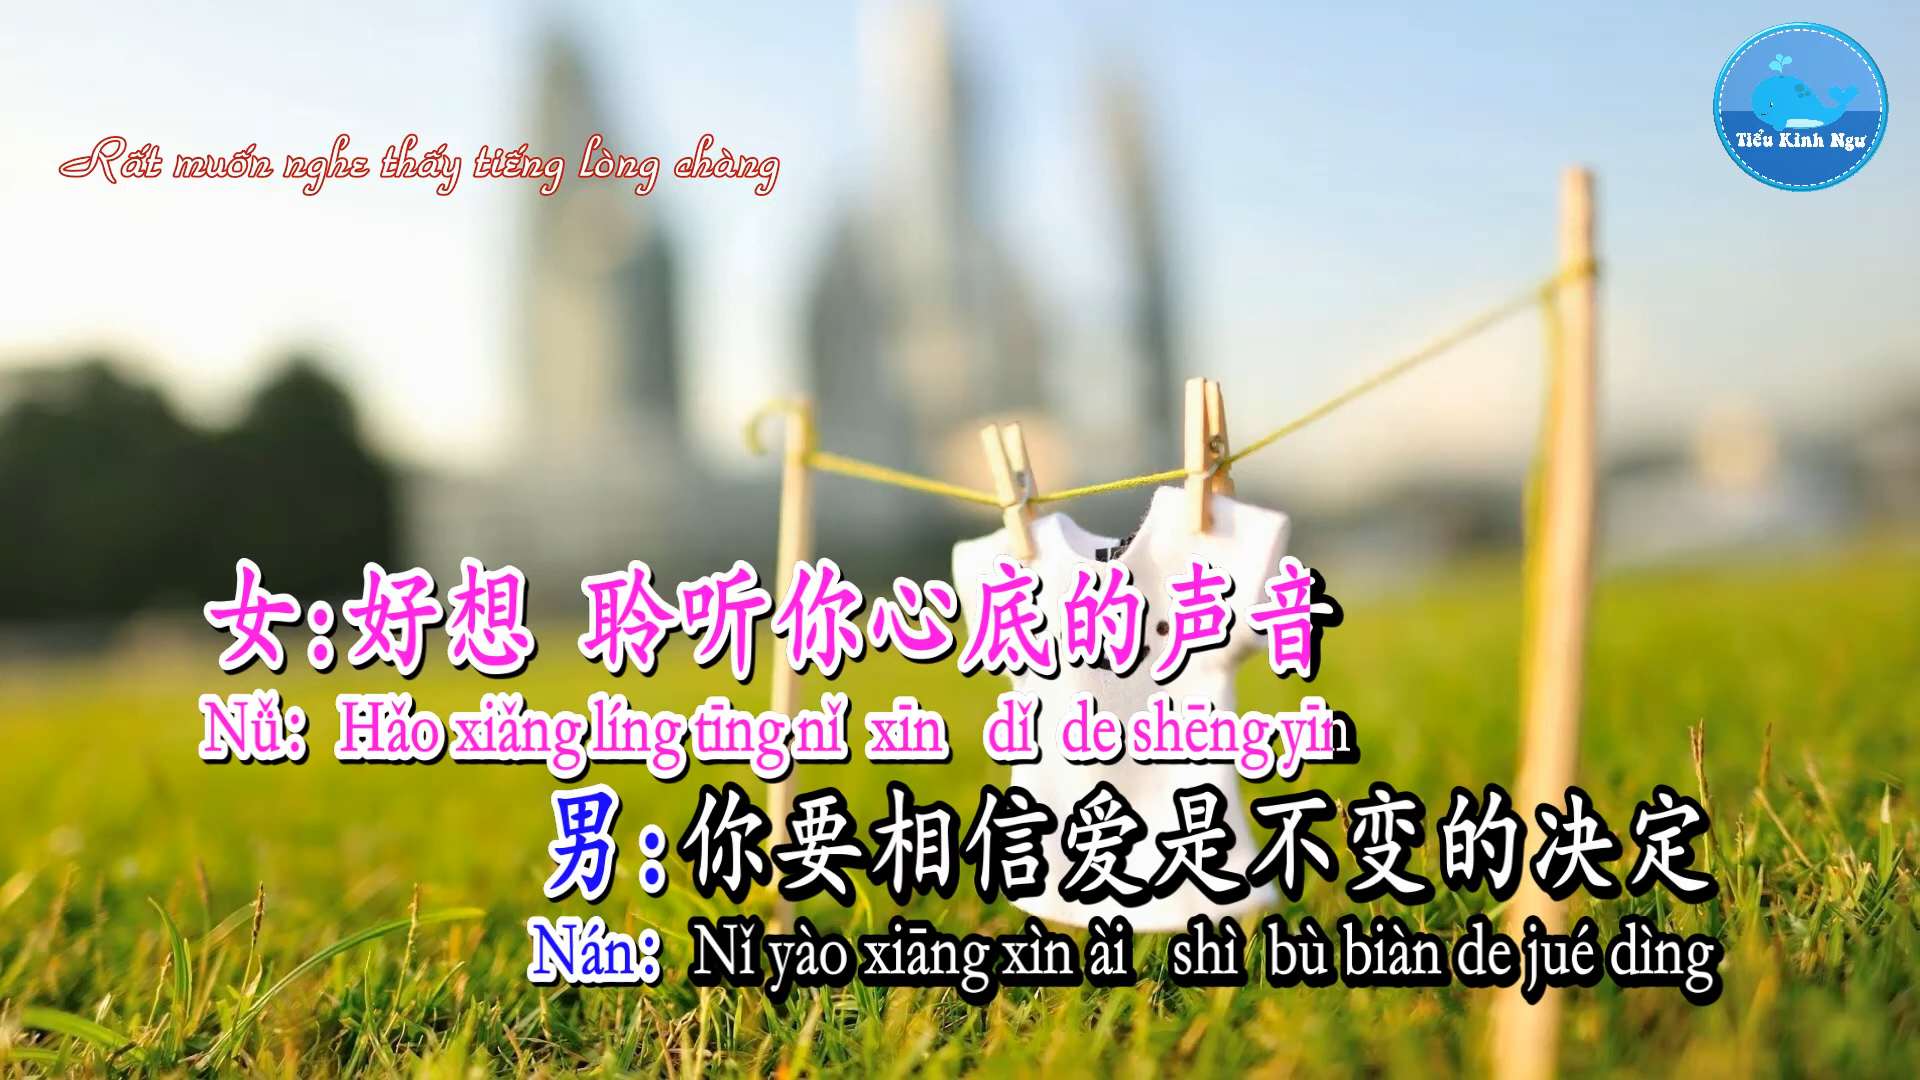 Tiểu Kình Ngư
Rất muốn nghe thấy tiếng lòng chàng
女:好想 聆听你心底的声音
Nǚ: Hǎo xiǎng líng tīng nǐ xīn dǐ de shēng yīn
男:你要相信爱是不变的决定
Nán: Nǐ yào xiāng xìn ài shì bù biàn de jué dìng